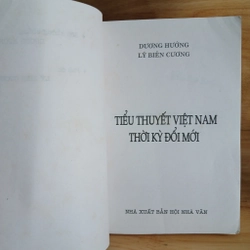 DƯƠNG HƯỚNG
LÝ BIÊN CƯƠNG
TIỂU THUYẾT VIỆT NAM
THỜI KỲ ĐỔI MỚI
NHÀ XUẤT BẢN HỘI NHÀ VĂN